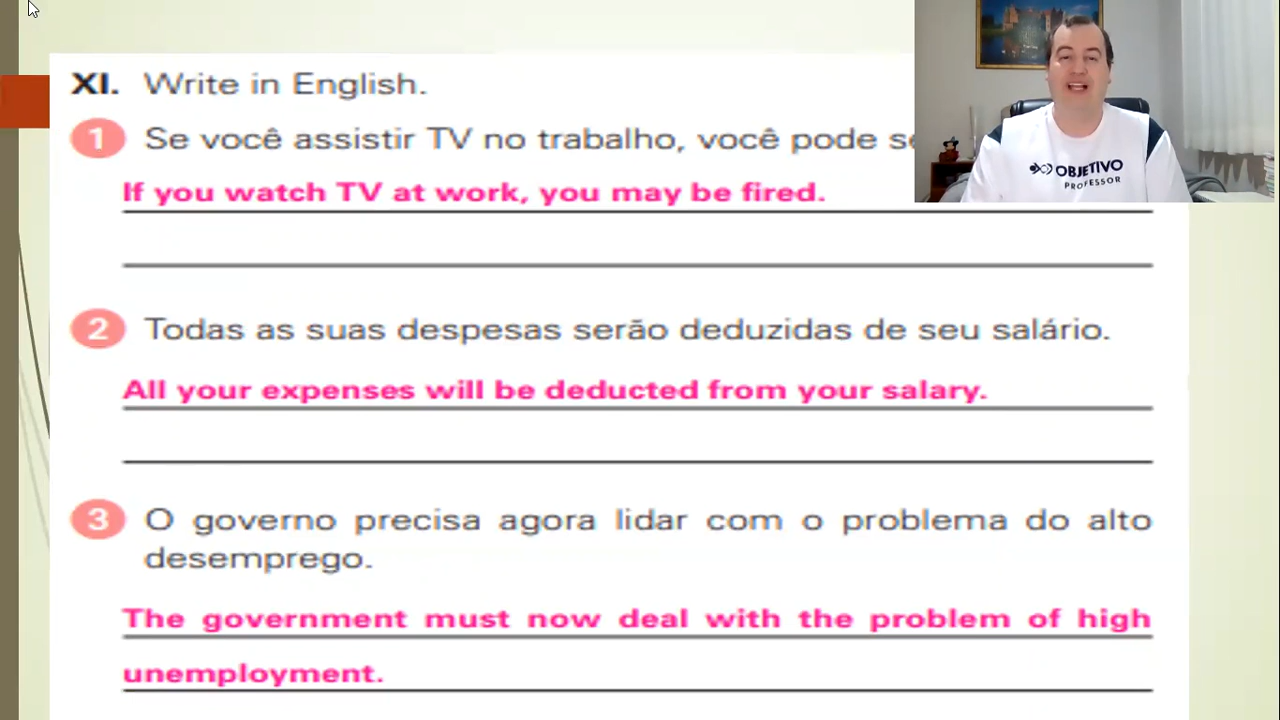 XI. Write in English.
1 Se você assistir TV no trabalho, você pode
If you watch TV at work, you may be fired.
OBJETIVO
PROFESSOR
2 Todas as suas despesas serão deduzidas de seu salário.
All your expenses will be deducted from your salary.
3 O governo precisa agora lidar com o problema do alto
desemprego.
The government must now deal with the problem of high
unemployment.